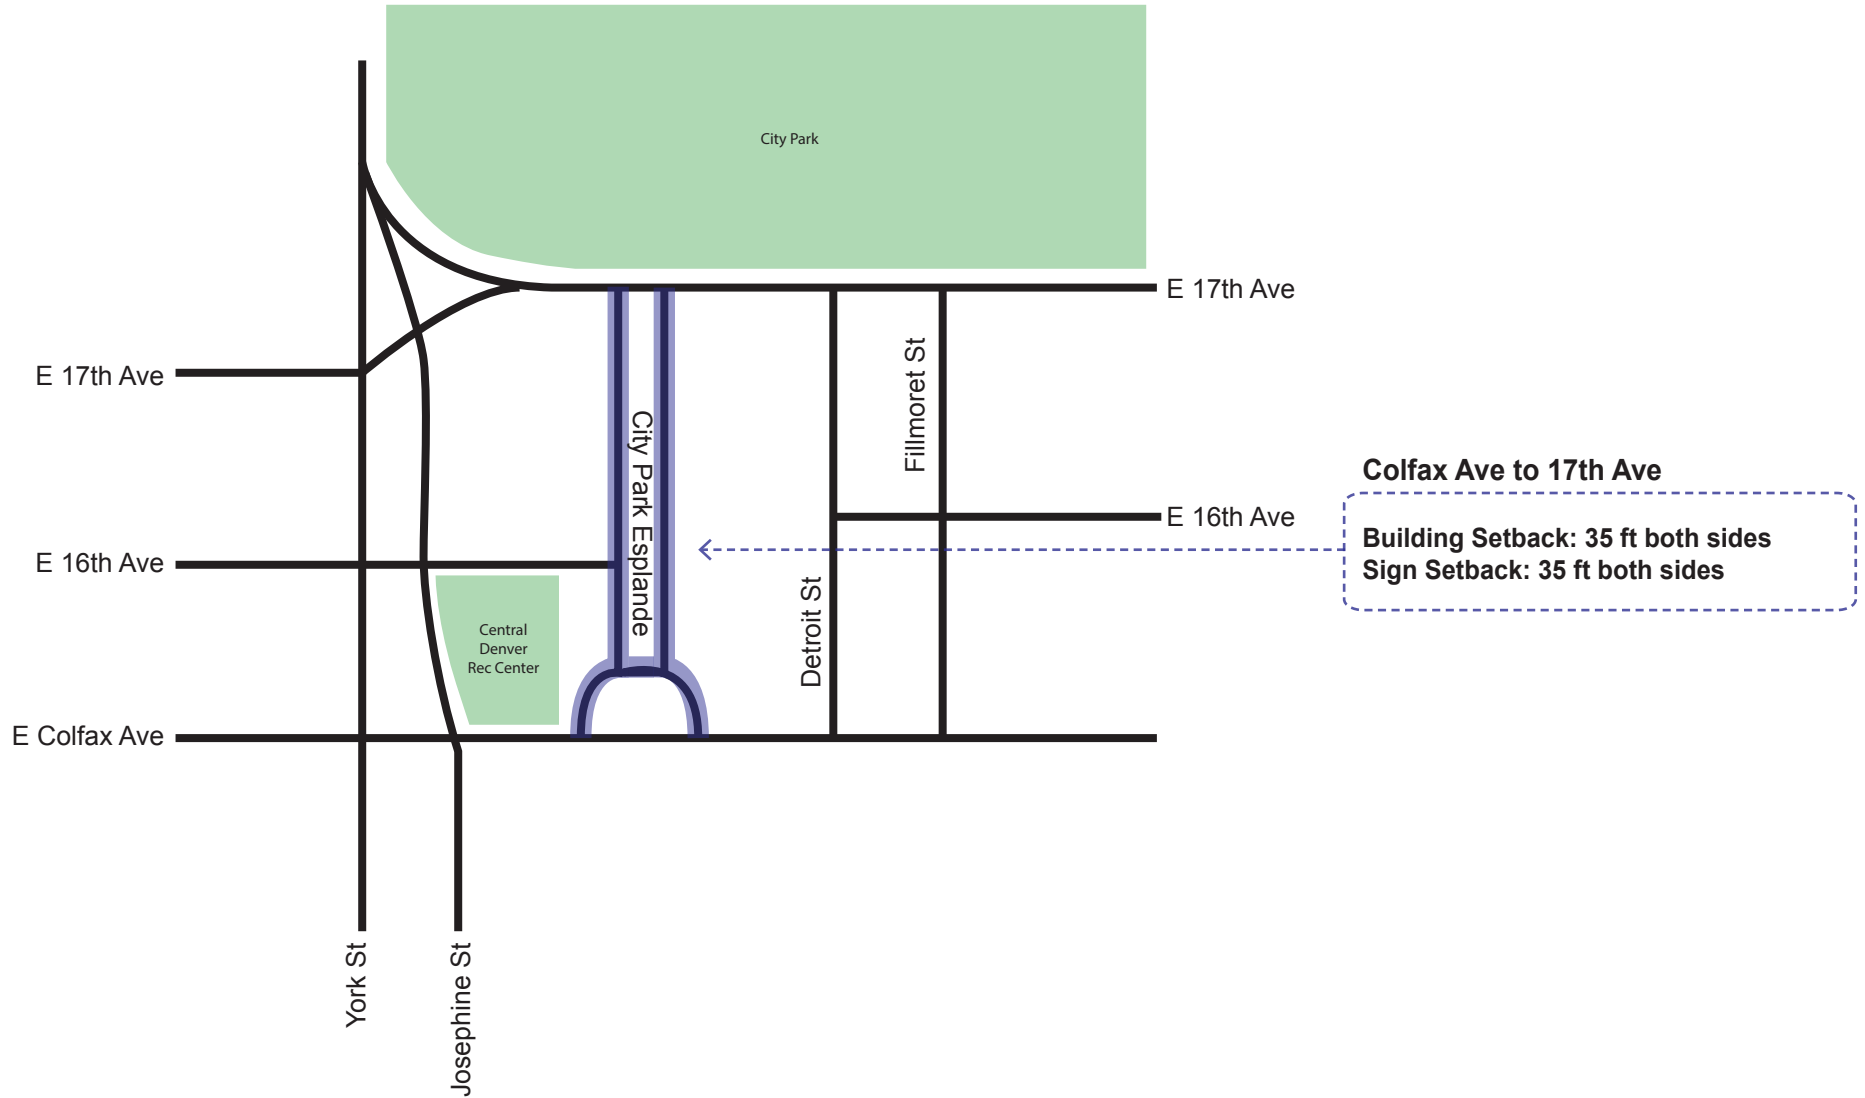 City Park
E 17th Ave
E 17th Ave
Fillmoret St
City Park Esplande
Colfax Ave to 17th Ave
E 16th Ave
Building Setback: 35 ft both sides
Sign Setback: 35 ft both sides
E 16th Ave
Detroit St
Central
Denver
Rec Center
E Colfax Ave
York St
Josephine St